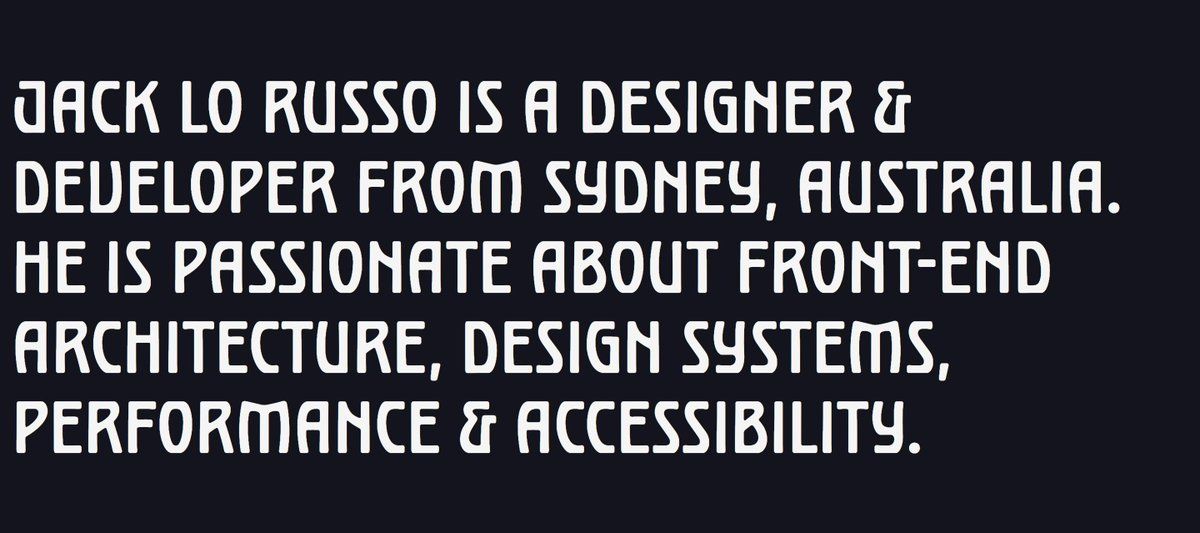 JACK LO RUSSO IS A DESIGNER &
DEVELOPER FROM SYDNEY, AUSTRALIA.
HE IS PASSIONATE ABOUT FRONT-END
ARCHITECTURE, DESIGN SYSTEMS,
PERFORMANCE & ACCESSIBILITY.